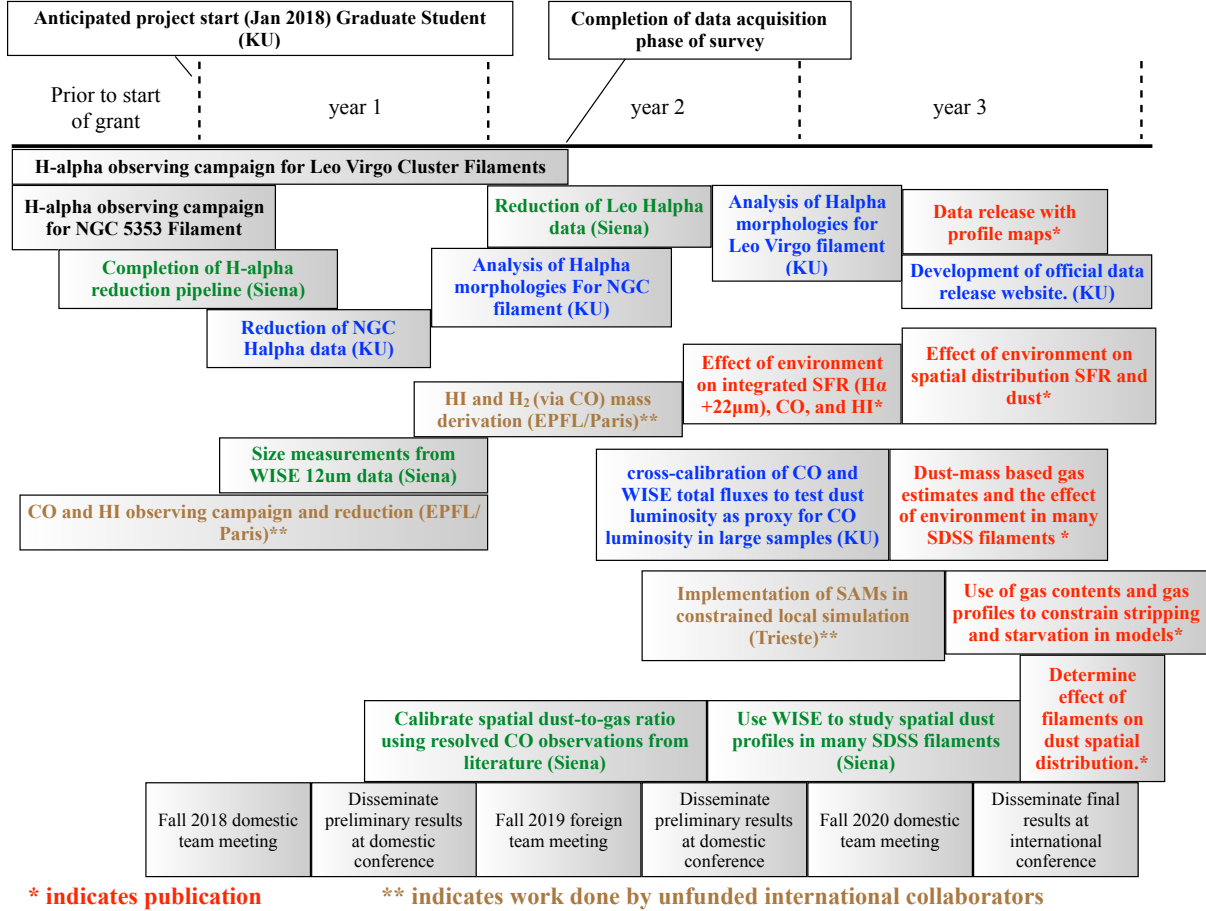 Anticipated project start (Jan 2018) Graduate Student
(KU)
Completion of data acquisition
phase of survey
Prior to start
of grant
year 1
year 2
year 3
H-alpha observing campaign for Leo Virgo Cluster Filaments
H-alpha observing campaign
for NGC 5353 Filament
Reduction of Leo Halpha
data (Siena)
Analysis of Halpha
morphologies for
Leo Virgo filament
(KU)
Data release with
profile maps*
Completion of H-alpha
reduction pipeline (Siena)
Analysis of Halpha
morphologies For NGC
filament (KU)
Development of official data
release website. (KU)
Reduction of NGC
Halpha data (KU)
Effect of environment
on integrated SFR (Hα
+22µm), CO, and HI*
Effect of environment on
spatial distribution SFR and
dust*
HI and H₂ (via CO) mass
derivation (EPFL/Paris)**
Size measurements from
WISE 12um data (Siena)
cross-calibration of CO and
WISE total fluxes to test dust
luminosity as proxy for CO
luminosity in large samples (KU)
Dust-mass based gas
estimates and the effect
of environment in many
SDSS filaments *
CO and HI observing campaign and reduction (EPFL/
Paris)**
Implementation of SAMs in
constrained local simulation
(Trieste)**
Use of gas contents and gas
profiles to constrain stripping
and starvation in models*
Determine
effect of
filaments on
dust spatial
distribution.*
Calibrate spatial dust-to-gas ratio
using resolved CO observations from
literature (Siena)
Use WISE to study spatial dust
profiles in many SDSS filaments
(Siena)
Fall 2018 domestic
team meeting
Disseminate
preliminary results
at domestic
conference
Fall 2019 foreign
team meeting
Disseminate
preliminary results
at domestic
conference
Fall 2020 domestic
team meeting
Disseminate final
results at
international
conference
* indicates publication
** indicates work done by unfunded international collaborators